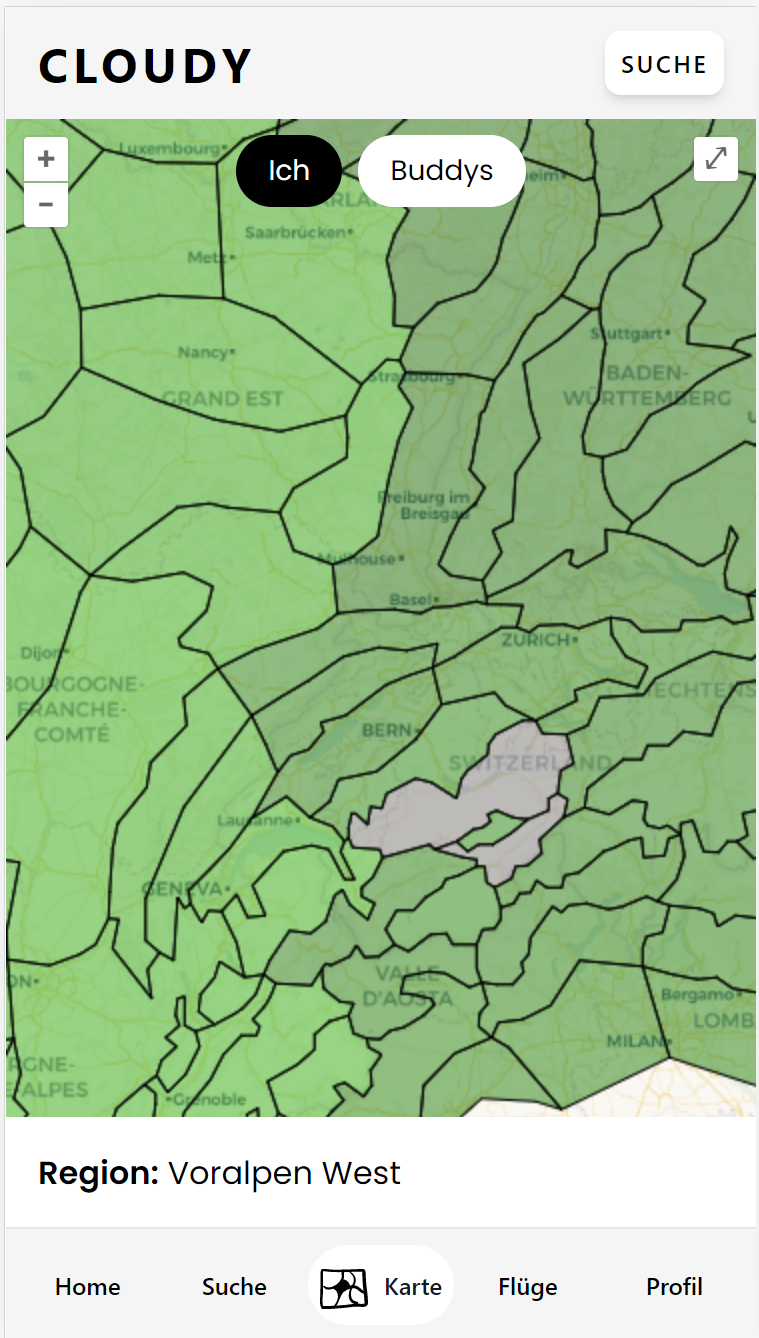 CLOUDY
SUCHE
+
−
Ich
Buddys
Luxembourg
Saarbrücken
Metz
Nancy
Stuttgart
Strasbourg
BADEN-
WÜRTTEMBERG
GRAND EST
Freiburg im
Breisgau
Mulhouse
Basel
ZURICH
Dijon
BOURGOGNE-
FRANCHE-
COMTÉ
BERN
SWITZERLAND
Lausanne
GENEVA
VALLE
D'AOSTA
Bergamo
LOMB
MILAN
Grenoble
Region: Voralpen West
Home
Suche
Karte
Flüge
Profil